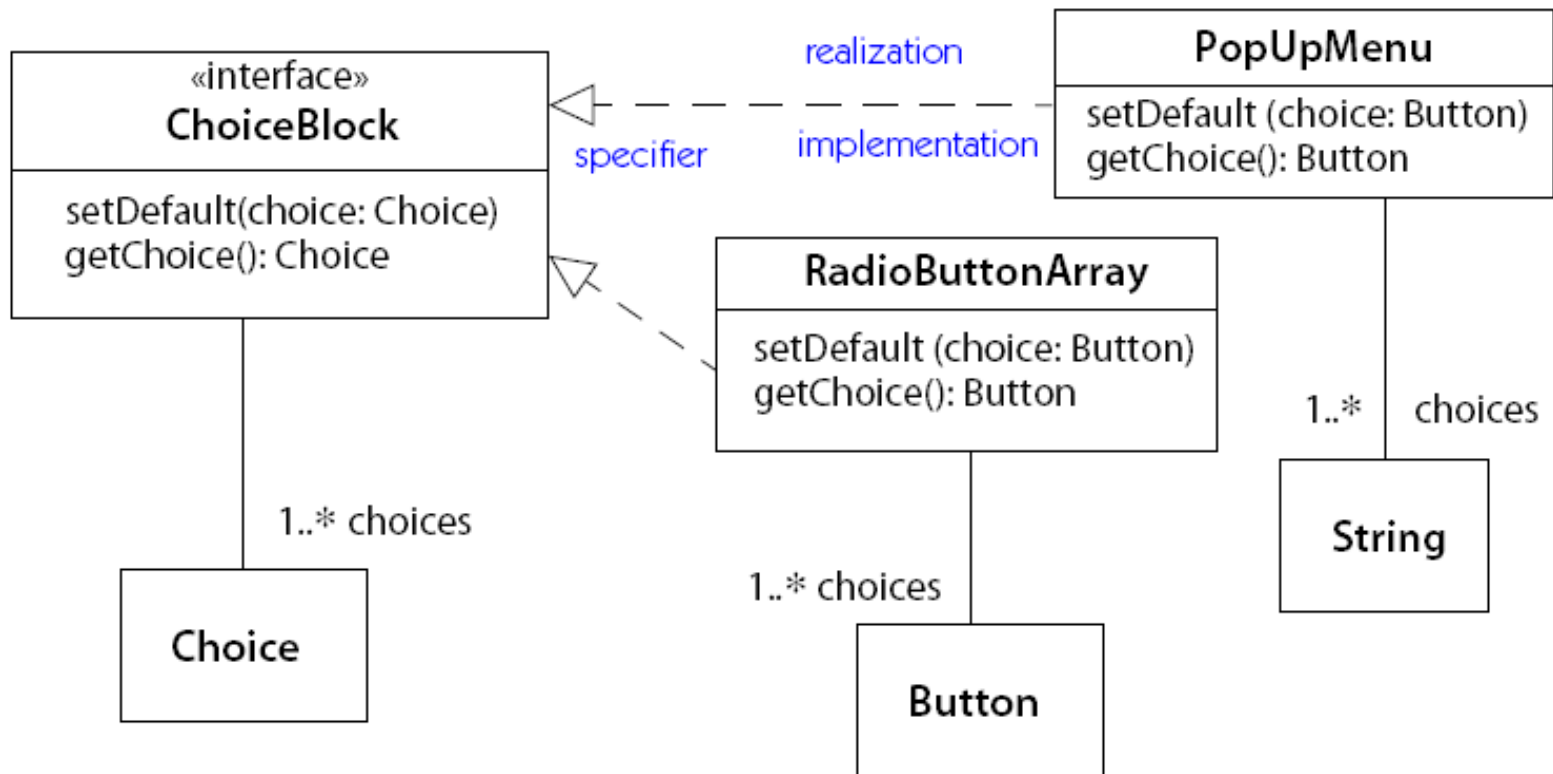 «interface»
ChoiceBlock
setDefault(choice: Choice)
getChoice(): Choice
realization
specifier
implementation
PopUpMenu
setDefault (choice: Button)
getChoice(): Button
RadioButtonArray
setDefault (choice: Button)
getChoice(): Button
1..* choices
String
1..* choices
Choice
1..* choices
Button